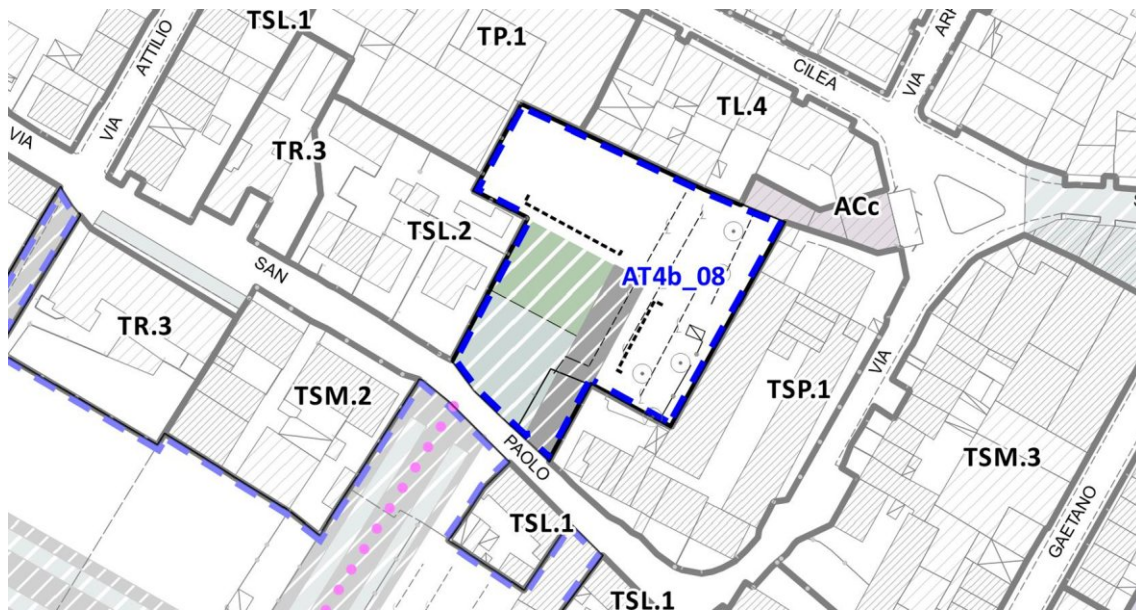 TSL.1
ATTILIO
VIA
TP.1
CILEA
VIA
ARR
VIA
TL.4
TR.3
ACc
S
TSL.2
SAN
AT4b_08
TR.3
VIA
TSP.1
TSM.2
PAOLO
TSM.3
GAETANO
TSL.1
TSL.1